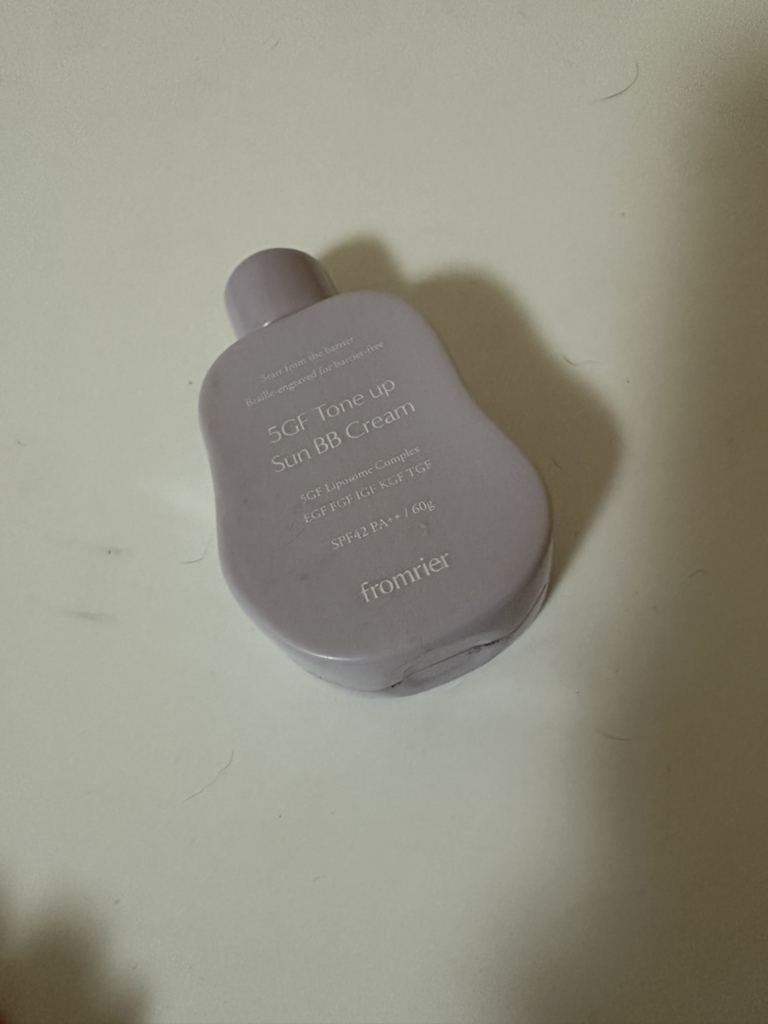 Start from the barrier
Braille-engraved for barrier-free
5GF Tone up
Sun BB Cream
5GF Liposome Complex
EGF FGF IGF KGF TGF
SPF42 PA++ / 60g
fromrier